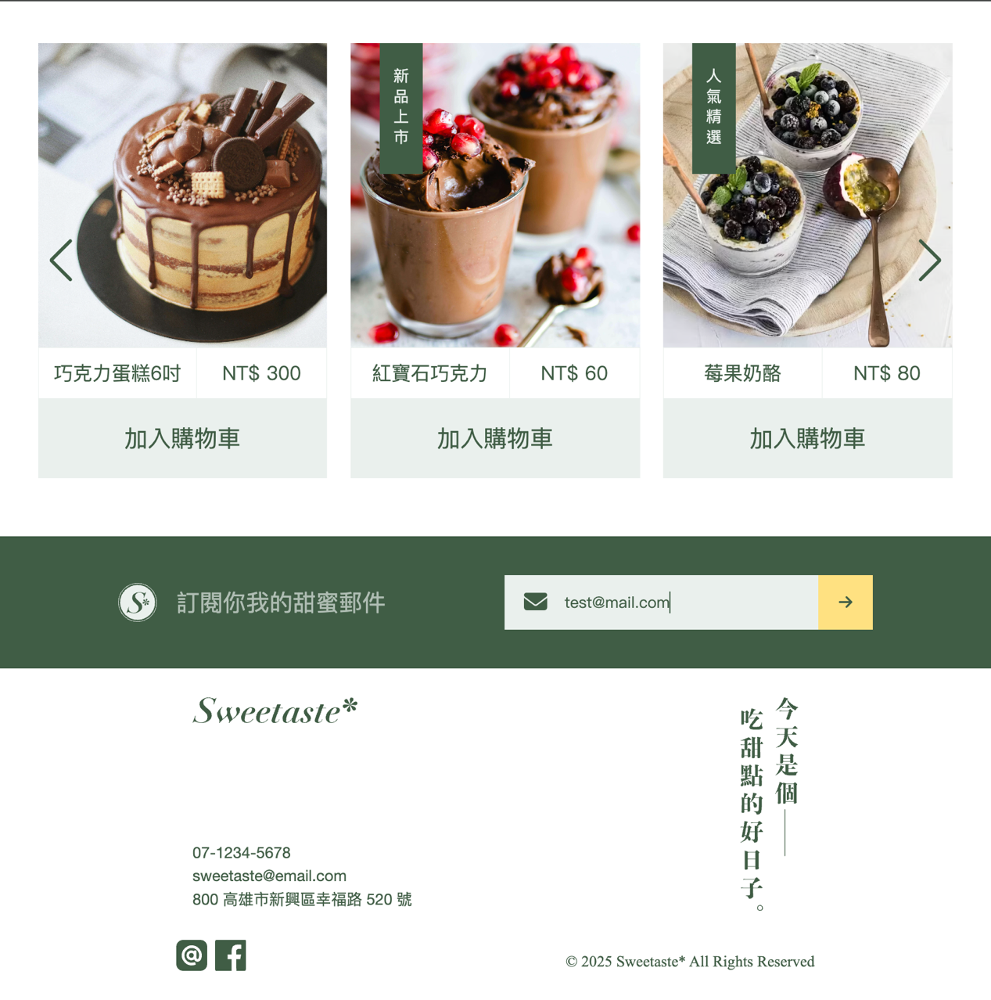 新品上市
人氣精選
巧克力蛋糕6吋
NT$ 300
紅寶石巧克力
NT$ 60
莓果奶酪
NT$ 80
加入購物車
加入購物車
加入購物車
S*
訂閱你我的甜蜜郵件
test@mail.com
Sweetaste*
今天是個——
吃甜點的好日子。
07-1234-5678
sweetaste@email.com
800 高雄市新興區幸福路 520 號
© 2025 Sweetaste* All Rights Reserved